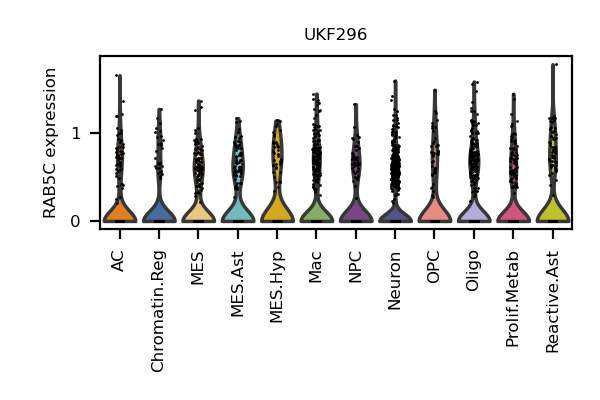 UKF296
RAB5C expression
1
0
AC
Chromatin.Reg
MES
MES.Ast
MES.Hyp
Mac
NPC
Neuron
OPC
Oligo
Prolif.Metab
Reactive.Ast